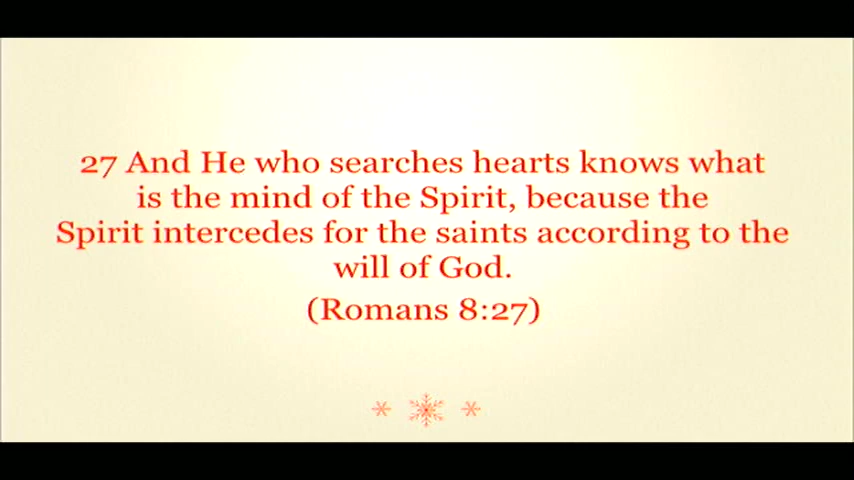 27 And He who searches hearts knows what
is the mind of the Spirit, because the
Spirit intercedes for the saints according to the
will of God.
(Romans 8:27)